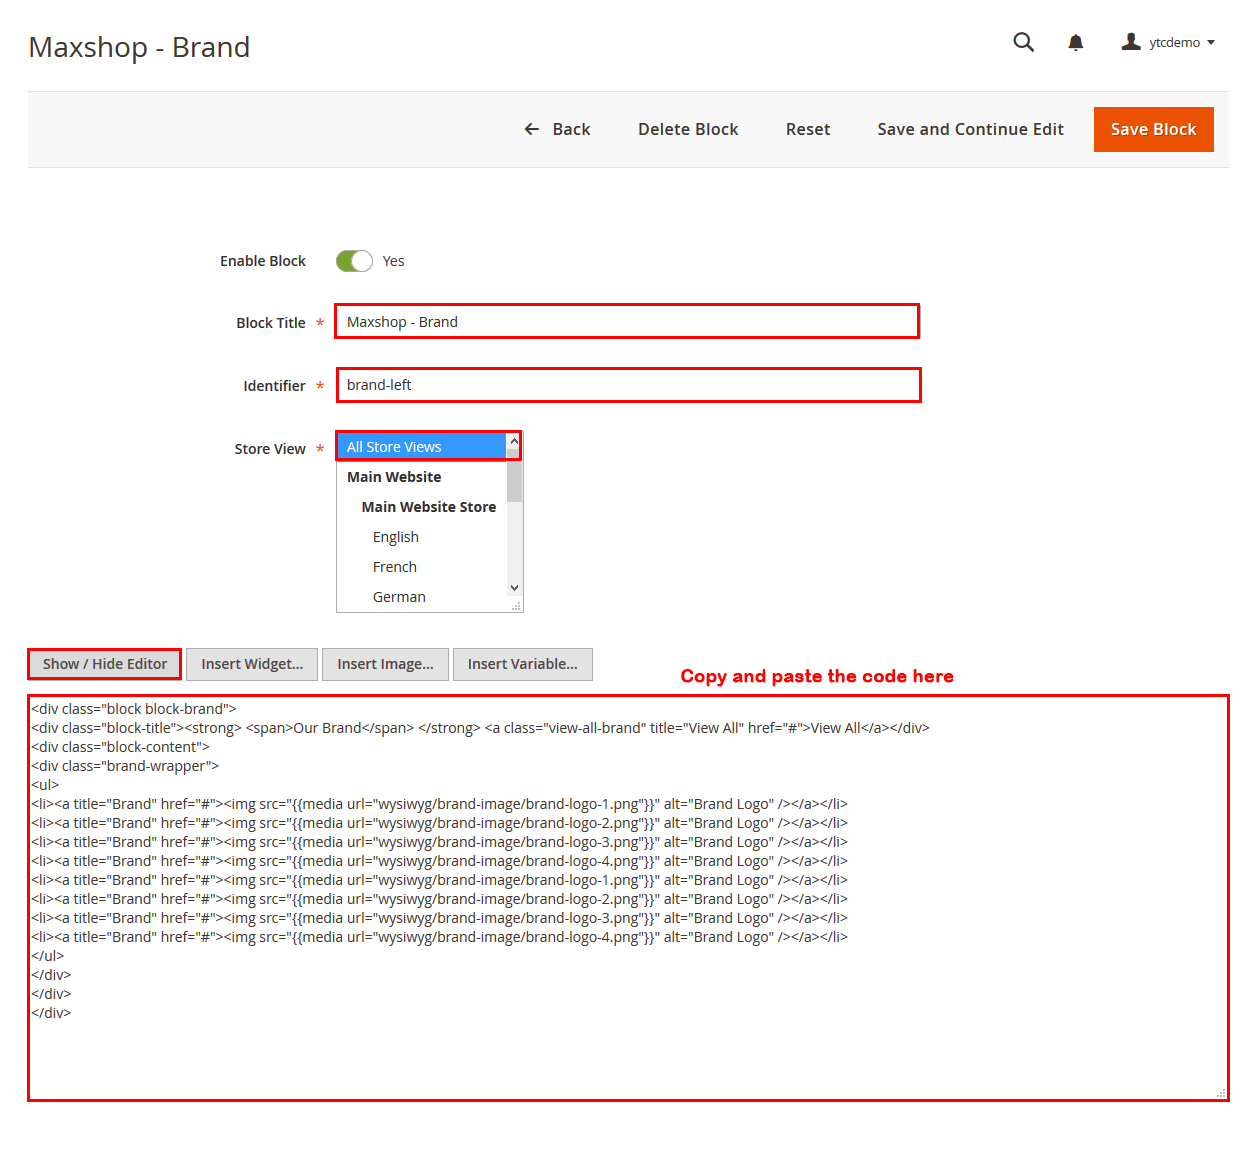 Maxshop - Brand
ytcdemo
Back Delete Block Reset Save and Continue Edit Save Block
Enable Block Yes
Block Title * Maxshop - Brand
Identifier * brand-left
Store View * All Store Views
Main Website
Main Website Store
English
French
German
Show / Hide Editor Insert Widget... Insert Image... Insert Variable...
Copy and paste the code here
<div class="block block-brand">
<div class="block-title"><strong> <span>Our Brand</span> </strong> <a class="view-all-brand" title="View All" href="#">View All</a></div>
<div class="block-content">
<div class="brand-wrapper">
<ul>
<li><a title="Brand" href="#"><img src="{{media url="wysiwyg/brand-image/brand-logo-1.png"}}" alt="Brand Logo" /></a></li>
<li><a title="Brand" href="#"><img src="{{media url="wysiwyg/brand-image/brand-logo-2.png"}}" alt="Brand Logo" /></a></li>
<li><a title="Brand" href="#"><img src="{{media url="wysiwyg/brand-image/brand-logo-3.png"}}" alt="Brand Logo" /></a></li>
<li><a title="Brand" href="#"><img src="{{media url="wysiwyg/brand-image/brand-logo-4.png"}}" alt="Brand Logo" /></a></li>
<li><a title="Brand" href="#"><img src="{{media url="wysiwyg/brand-image/brand-logo-1.png"}}" alt="Brand Logo" /></a></li>
<li><a title="Brand" href="#"><img src="{{media url="wysiwyg/brand-image/brand-logo-2.png"}}" alt="Brand Logo" /></a></li>
<li><a title="Brand" href="#"><img src="{{media url="wysiwyg/brand-image/brand-logo-3.png"}}" alt="Brand Logo" /></a></li>
<li><a title="Brand" href="#"><img src="{{media url="wysiwyg/brand-image/brand-logo-4.png"}}" alt="Brand Logo" /></a></li>
</ul>
</div>
</div>
</div>